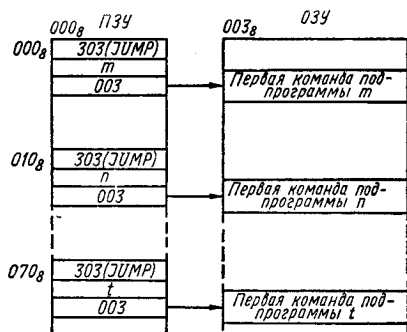 000₈ ПЗУ
003₈ ОЗУ
000₈
303(JUMP)
m
003
Первая команда под-
программы m
010₈
303(JUMP)
n
003
Первая команда под-
программы n
070₈
303(JUMP)
t
003
Первая команда под-
программы t